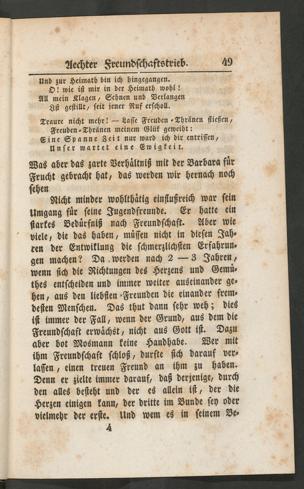 Aechter Freundschaftstrieb. 49
Und zur Heimath bin ich hingegangen.
O! wie ist mir in der Heimath wohl!
All mein Klagen, Sehnen und Verlangen
Ist gestillt, seit jener Ruf erscholl.
Traure nicht mehr! — Lasse Freuden-Thränen fließen,
Freuden-Thränen meinem Glük geweiht:
Eine Spanne Zeit nur ward ich dir entrissen,
Unser wartet eine Ewigkeit.
Was aber das zarte Verhältniß mit der Barbara für
Frucht gebracht hat, das werden wir hernach noch
sehen
Nicht minder wohlthätig einflußreich war sein
Umgang für seine Jugendfreunde. Er hatte ein
starkes Bedürfniß nach Freundschaft. Aber wie
viele, die das haben, müssen nicht in diesen Jah-
ren der Entwiklung die schmerzlichsten Erfahrun-
gen machen? Da werden nach 2 — 3 Jahren,
wenn sich die Richtungen des Herzens und Gemü-
thes entscheiden und immer weiter auseinander ge-
hen, aus den liebsten Freunden die einander frem-
desten Menschen. Das thut dann sehr weh; dies
ist immer der Fall, wenn der Grund, aus dem die
Freundschaft erwächst, nicht aus Gott ist. Dazu
aber bot Mosmann keine Handhabe. Wer mit
ihm Freundschaft schloß, durfte sich darauf ver-
lassen, einen treuen Freund an ihm zu haben.
Denn er zielte immer darauf, daß derjenige, durch
den alles besteht und der es allein ist, der die
Herzen einigen kann, der dritte im Bunde sey oder
vielmehr der erste. Und wem es in seinem Be-
4